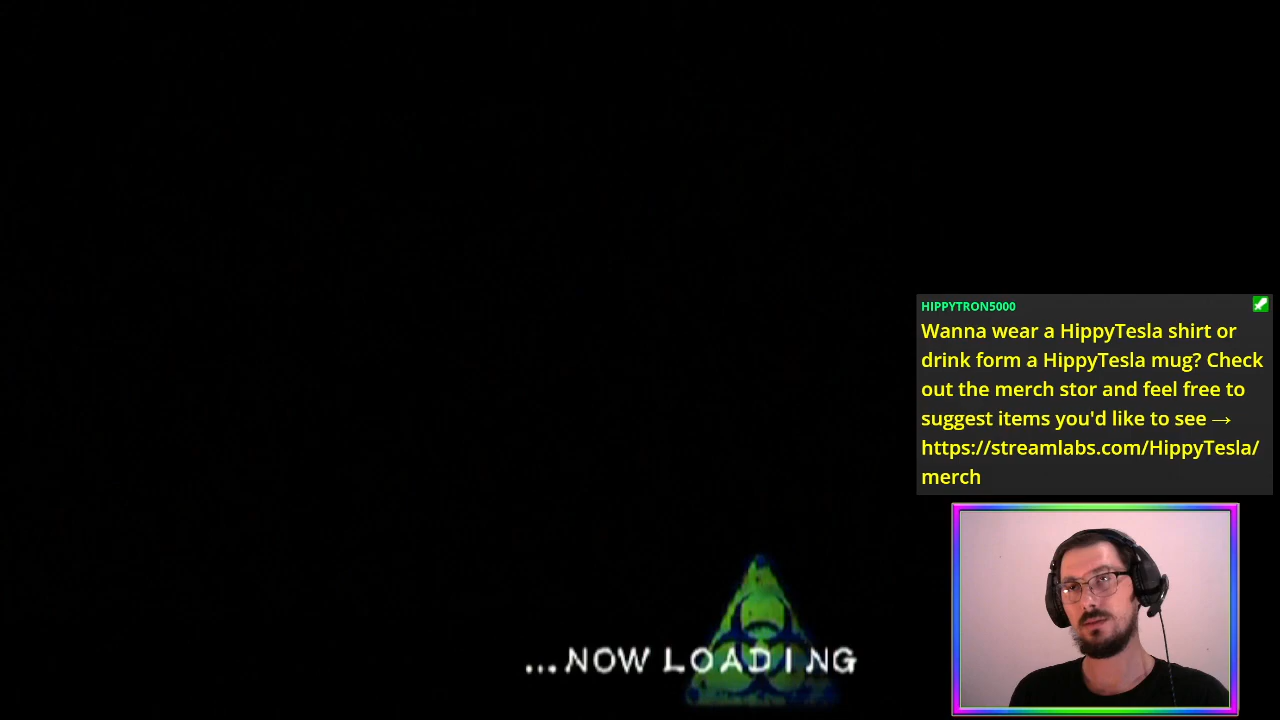 HIPPYTRON5000
Wanna wear a HippyTesla shirt or
drink form a HippyTesla mug? Check
out the merch stor and feel free to
suggest items you'd like to see →
https://streamlabs.com/HippyTesla/
merch
...NOW LOADING